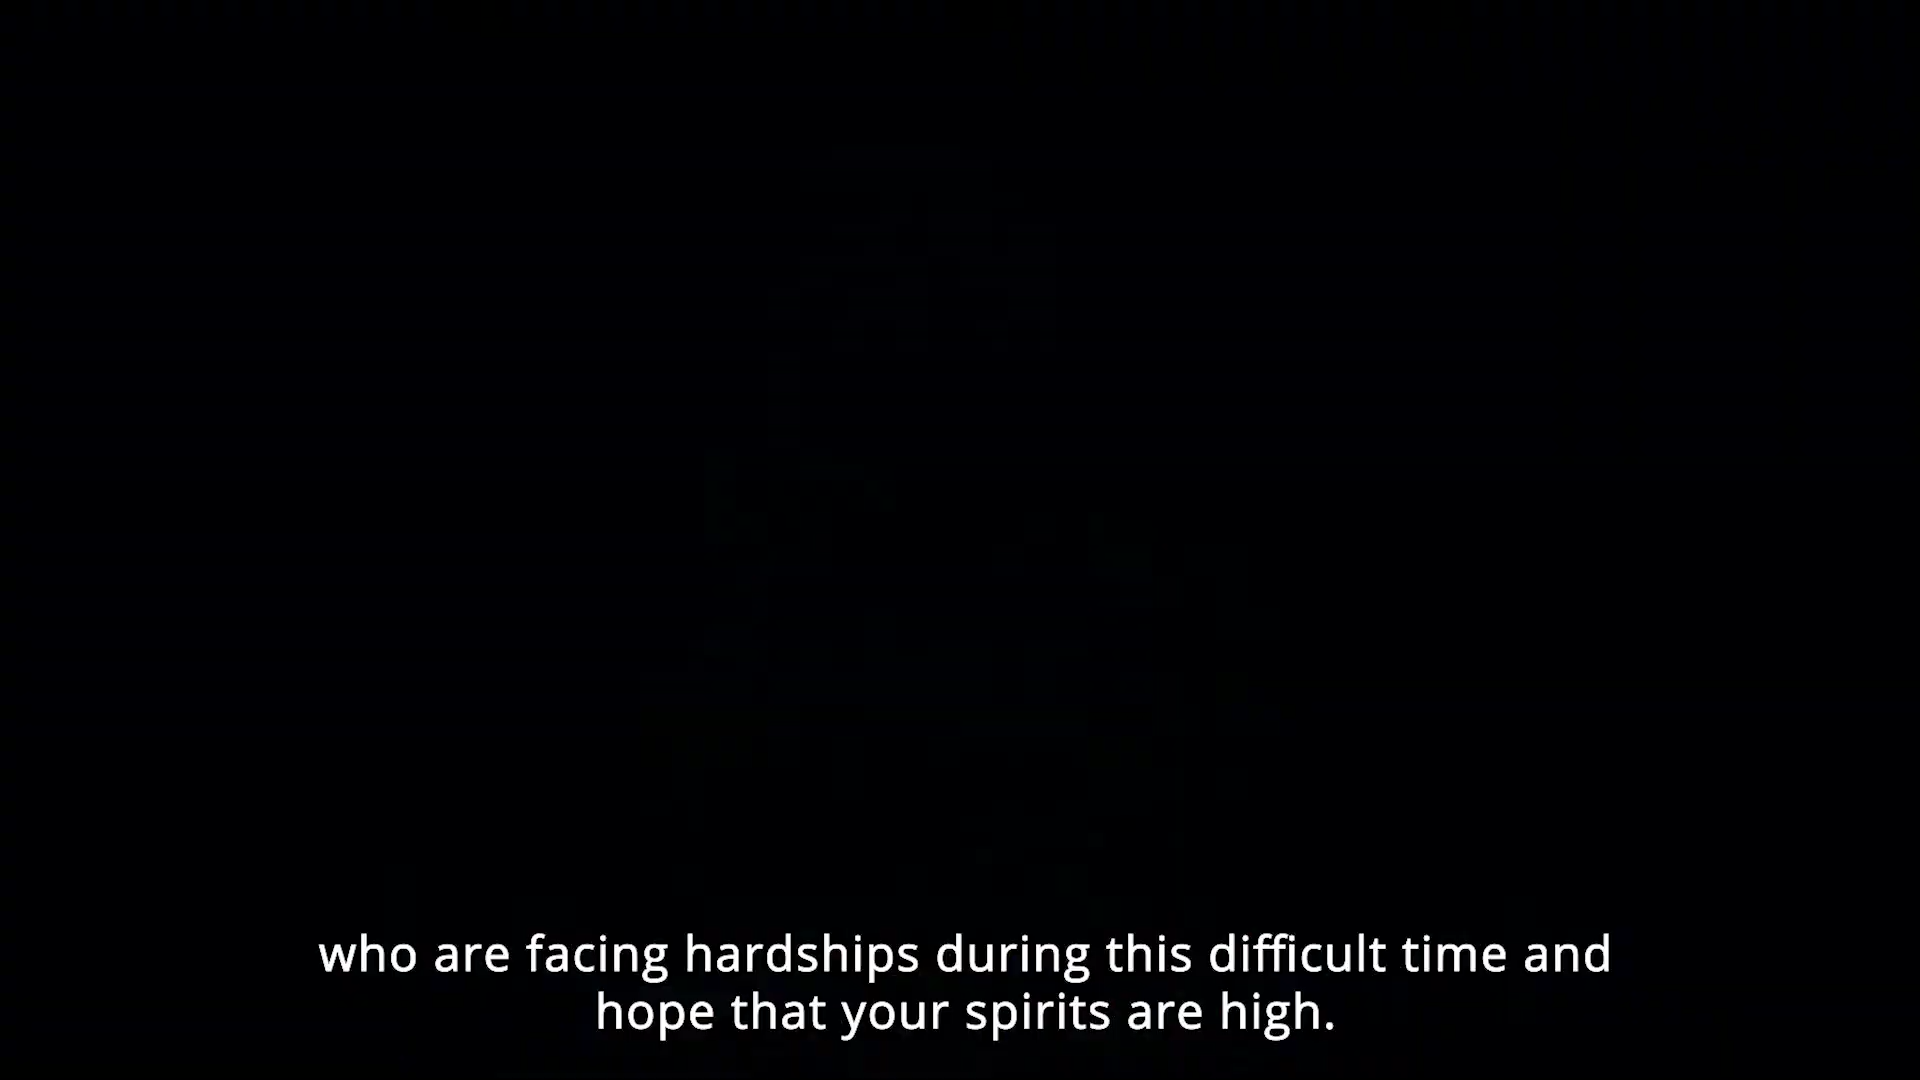 who are facing hardships during this difficult time and
hope that your spirits are high.